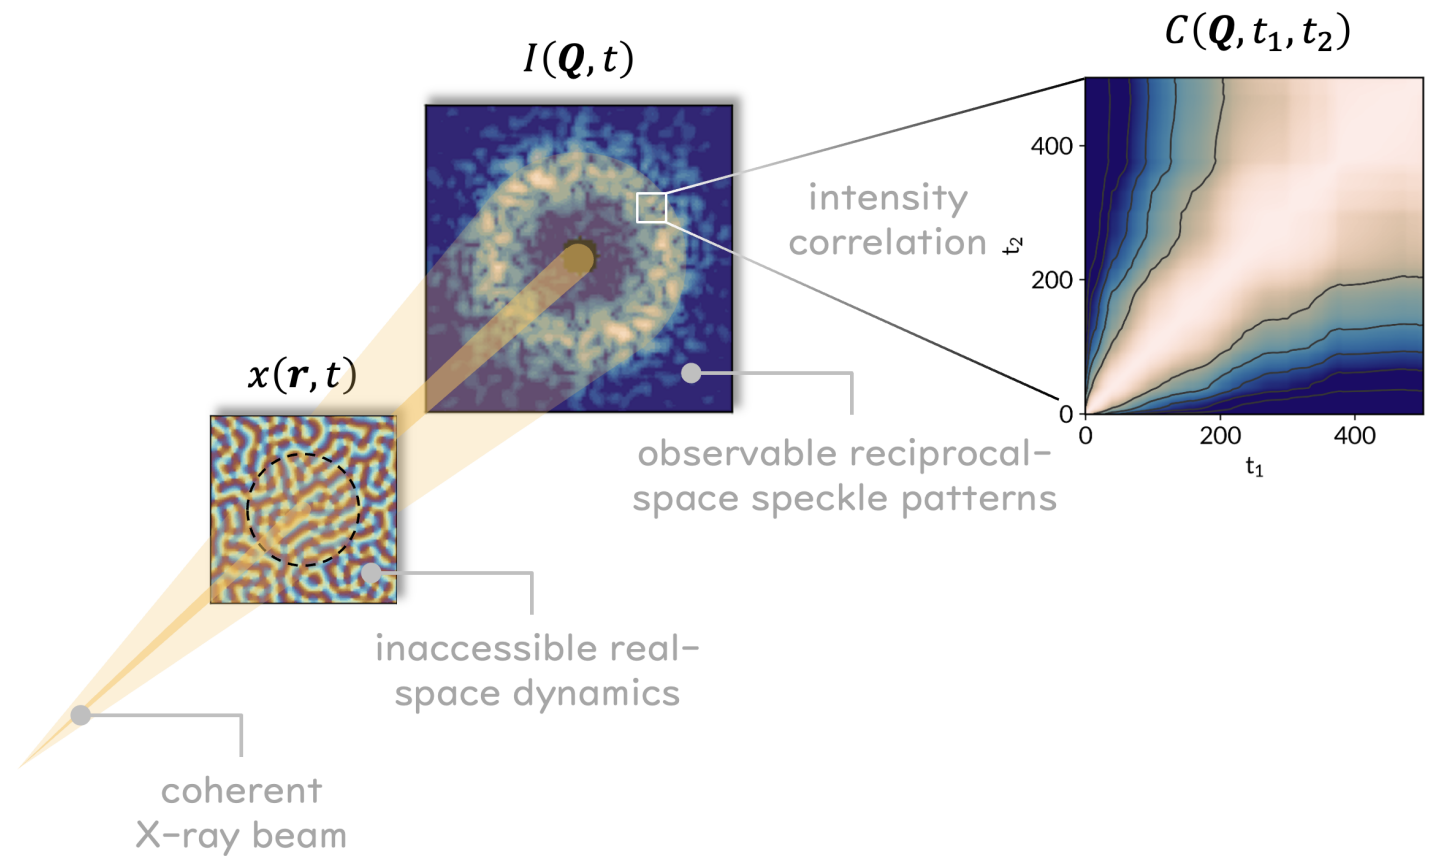 C(Q, t₁, t₂)
I(Q, t)
400
intensity
correlation
t₂
200
x(r, t)
0
0
200
400
t₁
observable reciprocal-
space speckle patterns
inaccessible real-
space dynamics
coherent
X-ray beam